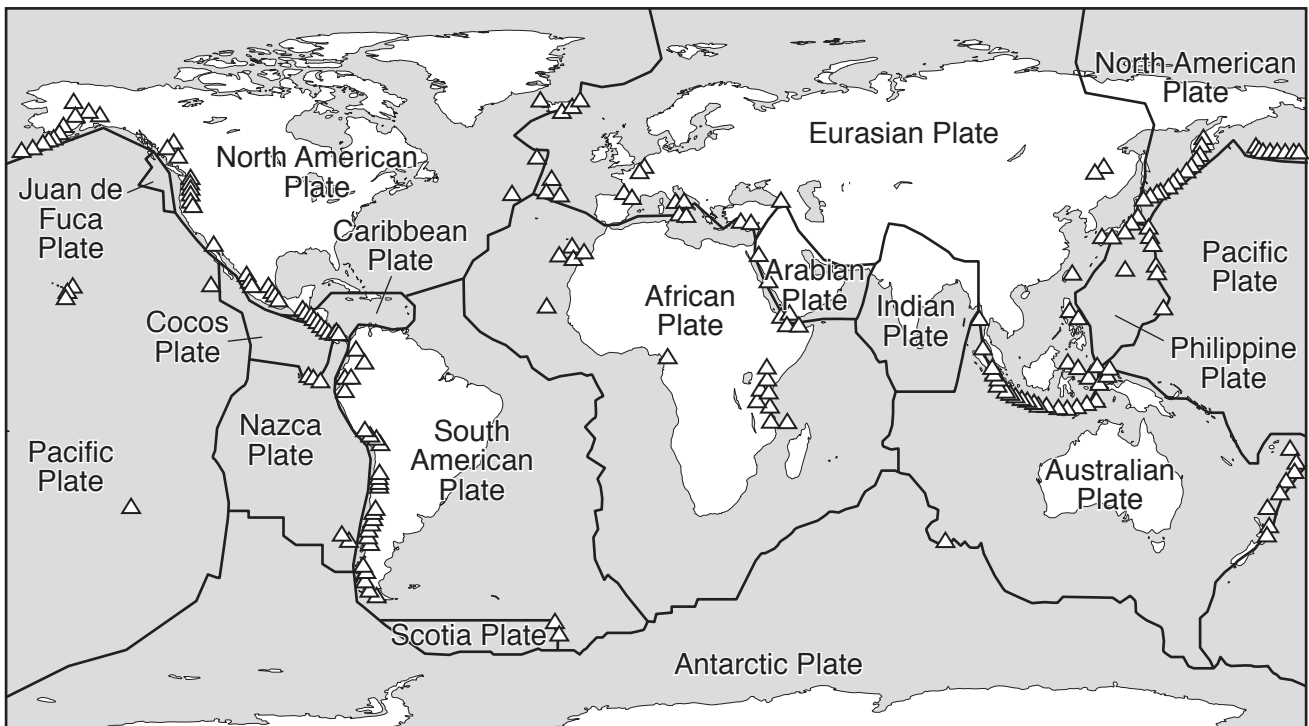 North American
Plate
Eurasian Plate
North American
Plate
Juan de
Fuca
Plate
Caribbean
Plate
Pacific
Plate
Arabian
Plate
African
Plate
Indian
Plate
Cocos
Plate
Philippine
Plate
Nazca
Plate
South
American
Plate
Pacific
Plate
Australian
Plate
Scotia Plate
Antarctic Plate